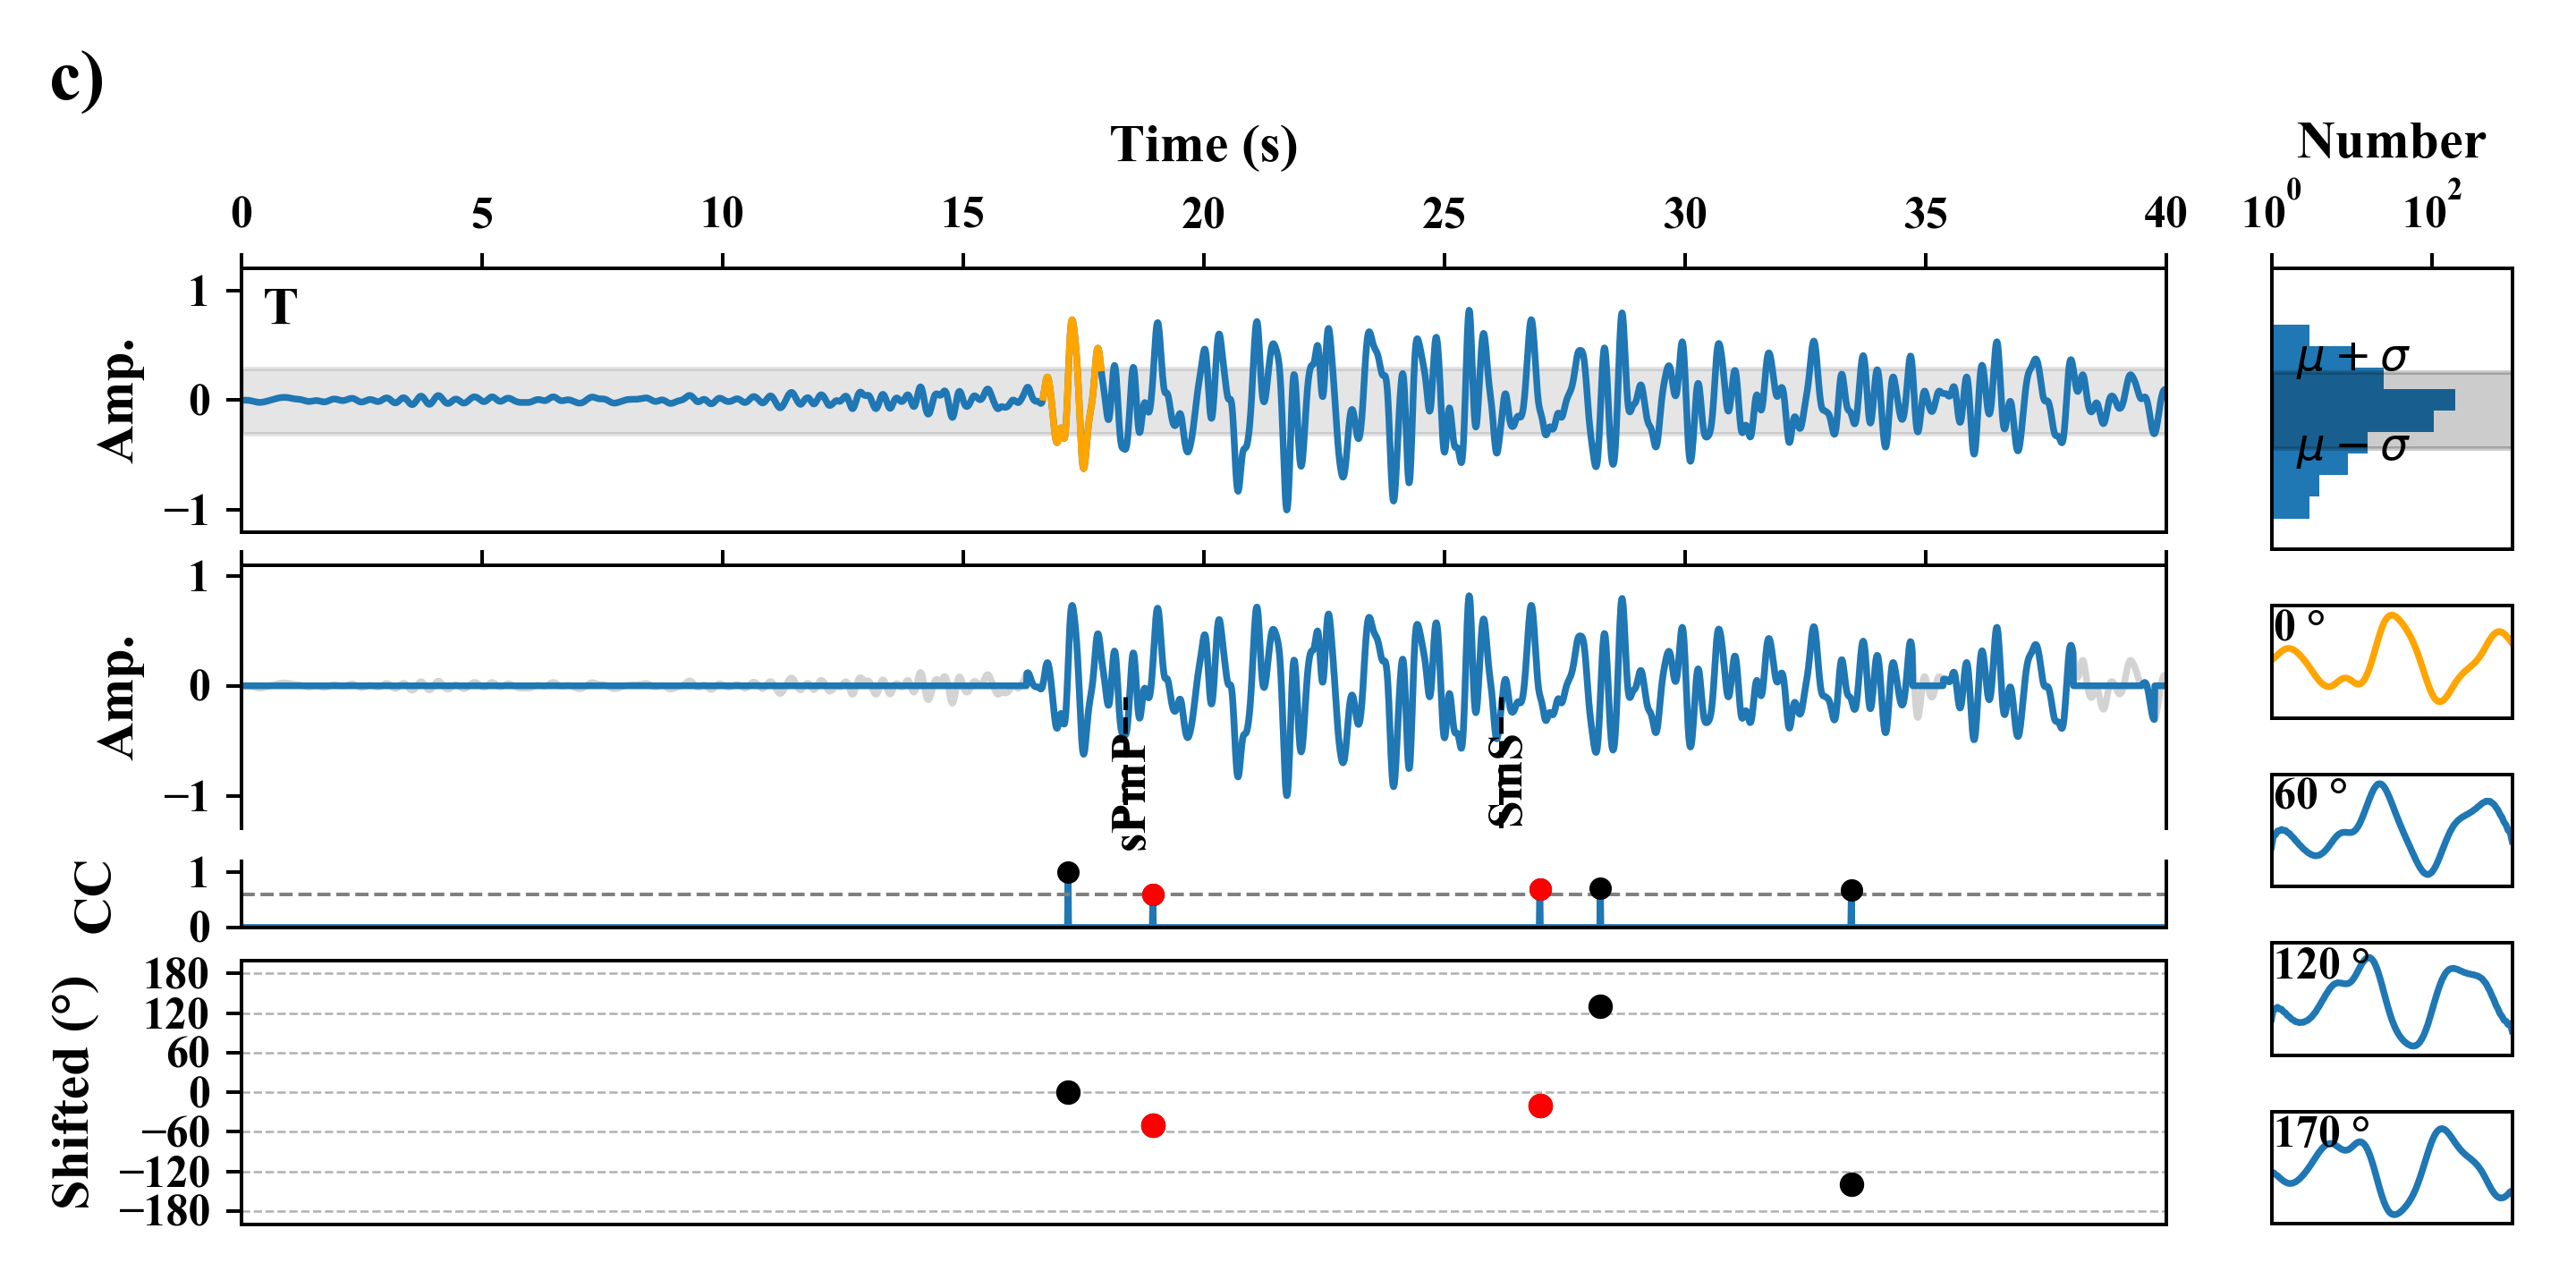 c)
Time (s)
Number
0 5 10 15 20 25 30 35 40
10^0 10^2
Amp.
1
0
−1
T
μ + σ
μ − σ
Amp.
1
0
−1
sPmP
SmS
0 °
60 °
120 °
170 °
CC
1
0
Shifted (°)
180
120
60
0
−60
−120
−180